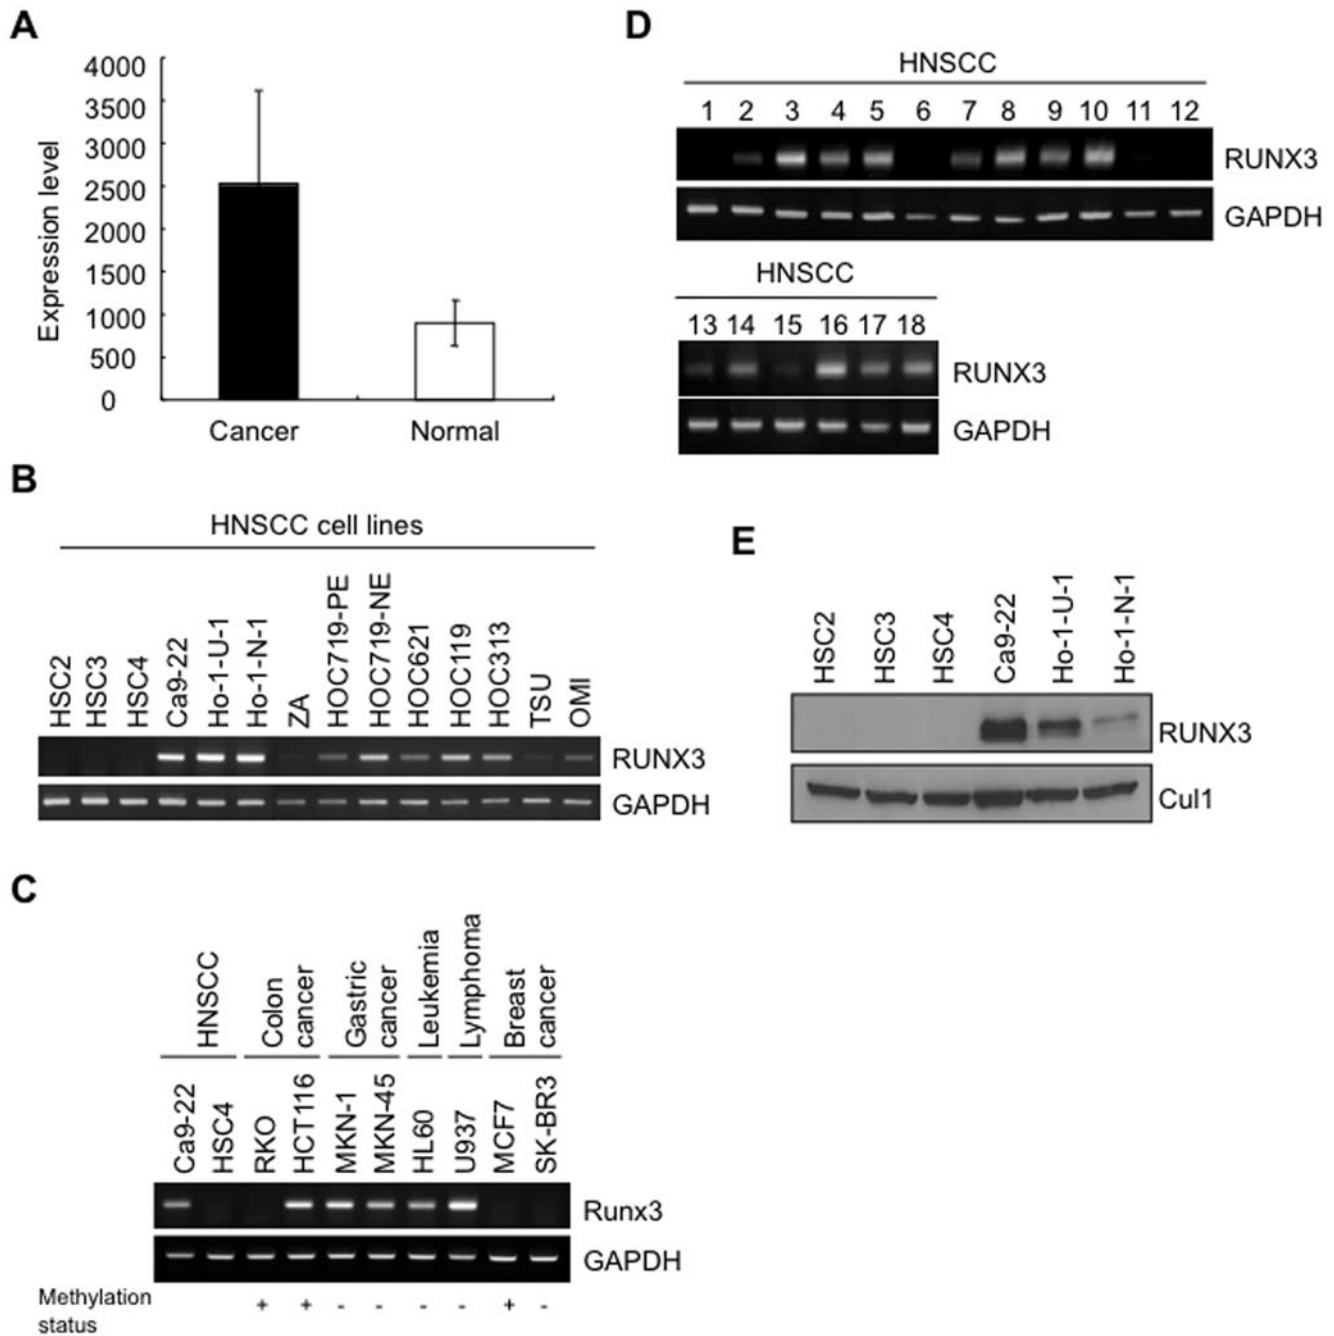 A
4000
3500
3000
2500
2000
1500
1000
500
0
Expression level
Cancer
Normal
B
HNSCC cell lines
HSC2
HSC3
HSC4
Ca9-22
Ho-1-U-1
Ho-1-N-1
ZA
HOC719-PE
HOC719-NE
HOC621
HOC119
HOC313
TSU
OMI
RUNX3
GAPDH
C
HNSCC
Colon
cancer
Gastric
cancer
Leukemia
Lymphoma
Breast
cancer
Ca9-22
HSC4
RKO
HCT116
MKN-1
MKN-45
HL60
U937
MCF7
SK-BR3
Runx3
GAPDH
Methylation
status
+ + - - - - + -
D
HNSCC
1 2 3 4 5 6 7 8 9 10 11 12
RUNX3
GAPDH
HNSCC
13 14 15 16 17 18
RUNX3
GAPDH
E
HSC2
HSC3
HSC4
Ca9-22
Ho-1-U-1
Ho-1-N-1
RUNX3
Cul1